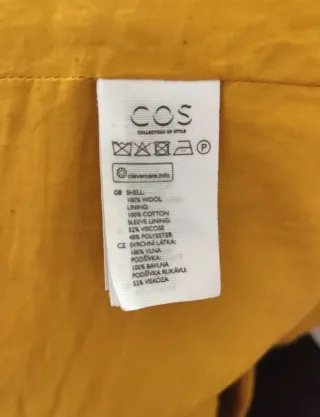 COS
COLLECTION OF STYLE
P
clevercare.info
GB SHELL:
100% WOOL
LINING:
100% COTTON
SLEEVE LINING:
52% VISCOSE
48% POLYESTER
CZ SVRCHNÍ LÁTKA:
100% VLNA
PODŠÍVKA:
100% BAVLNA
PODŠÍVKA RUKÁVU:
52% VISKÓZA